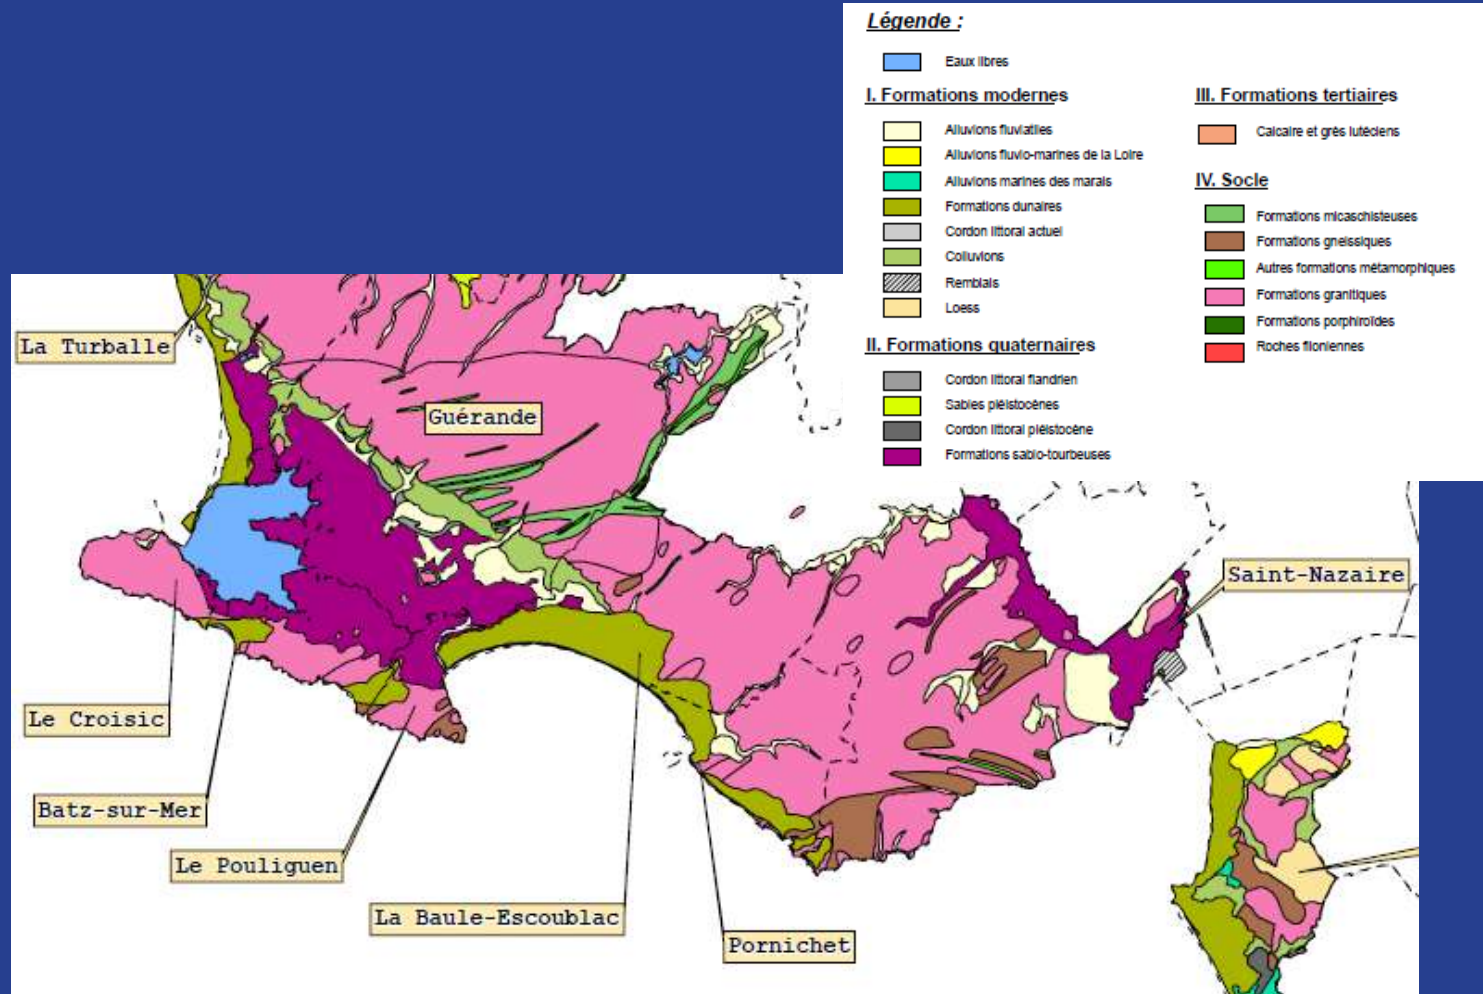 Légende :
Eaux libres
I. Formations modernes
Alluvions fluviatiles
Alluvions fluvio-marines de la Loire
Alluvions marines des marais
Formations dunaires
Cordon littoral actuel
Colluvions
Remblais
Loess
II. Formations quaternaires
Cordon littoral flandrien
Sables pléistocènes
Cordon littoral pléistocène
Formations sablo-tourbeuses
III. Formations tertiaires
Calcaire et grès lutéciens
IV. Socle
Formations micaschisteuses
Formations gneissiques
Autres formations métamorphiques
Formations granitiques
Formations porphiroïdes
Roches filoniennes
La Turballe
Guérande
Saint-Nazaire
Le Croisic
Batz-sur-Mer
Le Pouliguen
La Baule-Escoublac
Pornichet